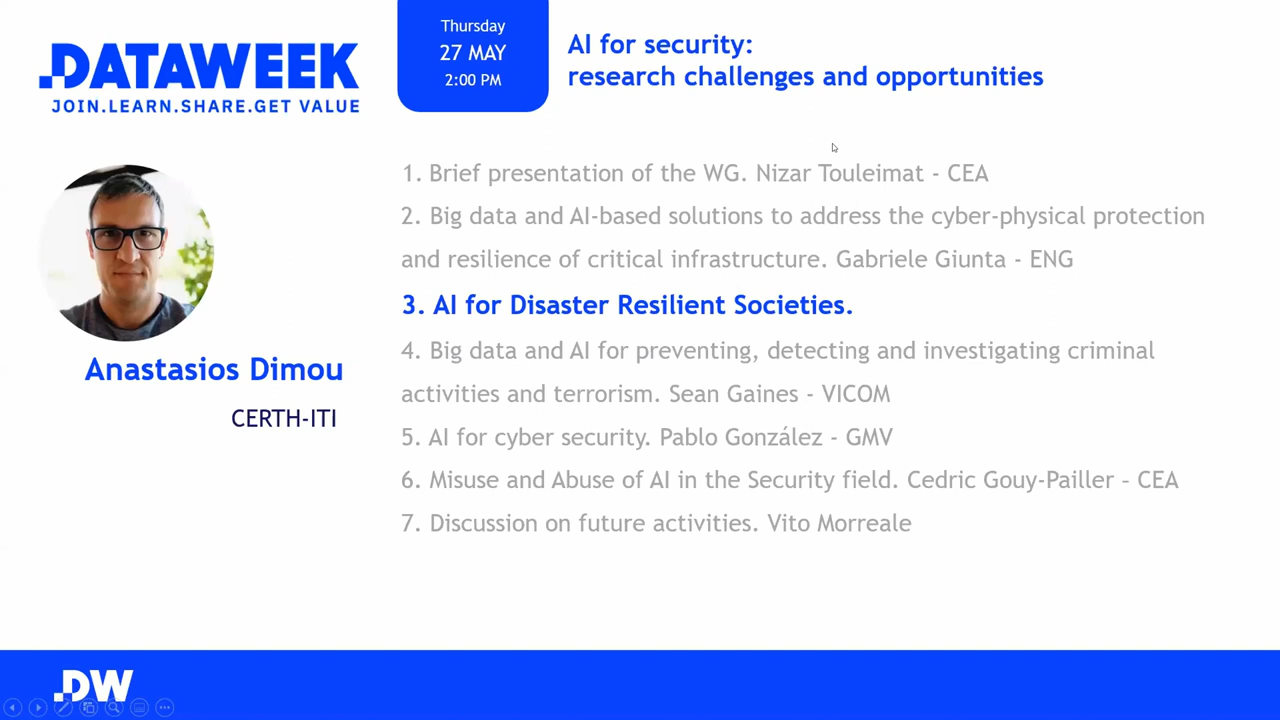 DATAWEEK
JOIN.LEARN.SHARE.GET VALUE
Thursday
27 MAY
2:00 PM
AI for security:
research challenges and opportunities
1. Brief presentation of the WG. Nizar Touleimat - CEA
2. Big data and AI-based solutions to address the cyber-physical protection
and resilience of critical infrastructure. Gabriele Giunta - ENG
3. AI for Disaster Resilient Societies.
4. Big data and AI for preventing, detecting and investigating criminal
activities and terrorism. Sean Gaines - VICOM
5. AI for cyber security. Pablo González - GMV
6. Misuse and Abuse of AI in the Security field. Cedric Gouy-Pailler – CEA
7. Discussion on future activities. Vito Morreale
Anastasios Dimou
CERTH-ITI
DW